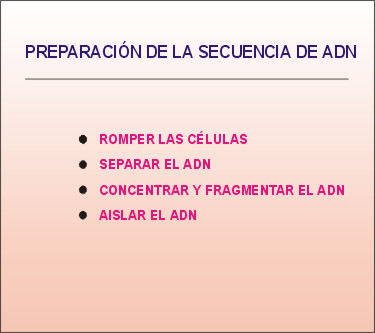 PREPARACIÓN DE LA SECUENCIA DE ADN
ROMPER LAS CÉLULAS
SEPARAR EL ADN
CONCENTRAR Y FRAGMENTAR EL ADN
AISLAR EL ADN